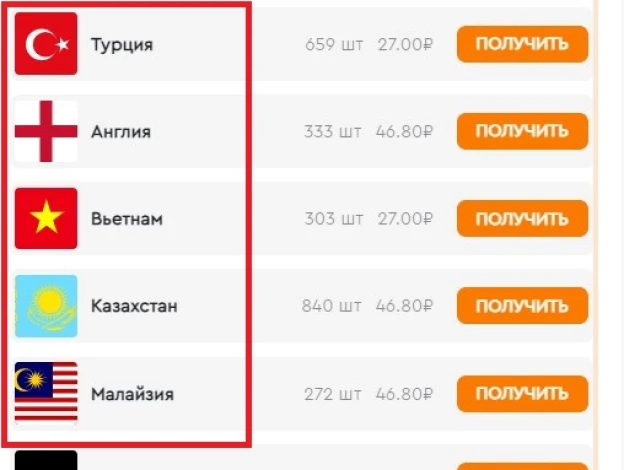 Турция 659 шт 27.00₽ ПОЛУЧИТЬ
Англия 333 шт 46.80₽ ПОЛУЧИТЬ
Вьетнам 303 шт 27.00₽ ПОЛУЧИТЬ
Казахстан 840 шт 46.80₽ ПОЛУЧИТЬ
Малайзия 272 шт 46.80₽ ПОЛУЧИТЬ